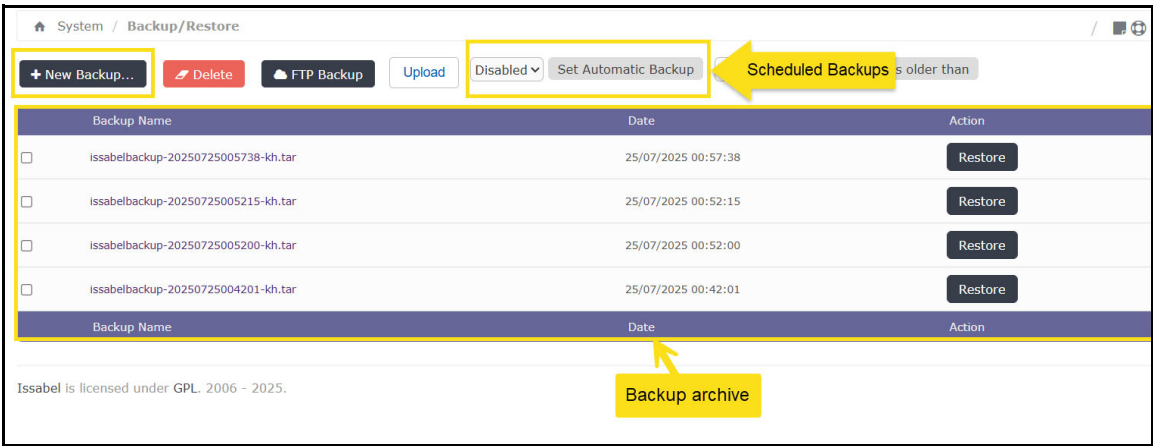 System / Backup/Restore /
+ New Backup... Delete FTP Backup Upload Disabled Set Automatic Backup Scheduled Backups s older than
Backup Name Date Action
issabelbackup-20250725005738-kh.tar 25/07/2025 00:57:38 Restore
issabelbackup-20250725005215-kh.tar 25/07/2025 00:52:15 Restore
issabelbackup-20250725005200-kh.tar 25/07/2025 00:52:00 Restore
issabelbackup-20250725004201-kh.tar 25/07/2025 00:42:01 Restore
Backup Name Date Action
Issabel is licensed under GPL. 2006 - 2025.
Backup archive